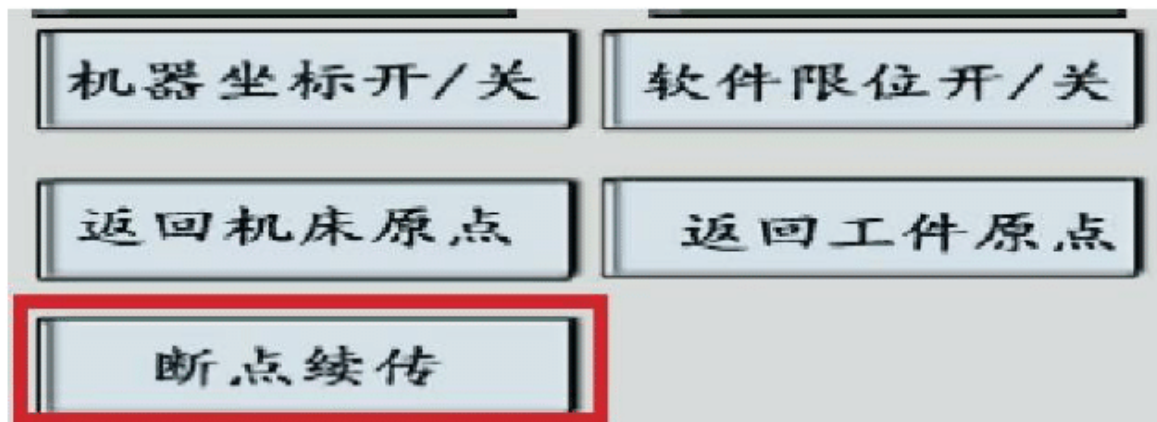 机器坐标开/关
软件限位开/关
返回机床原点
返回工件原点
断点续传